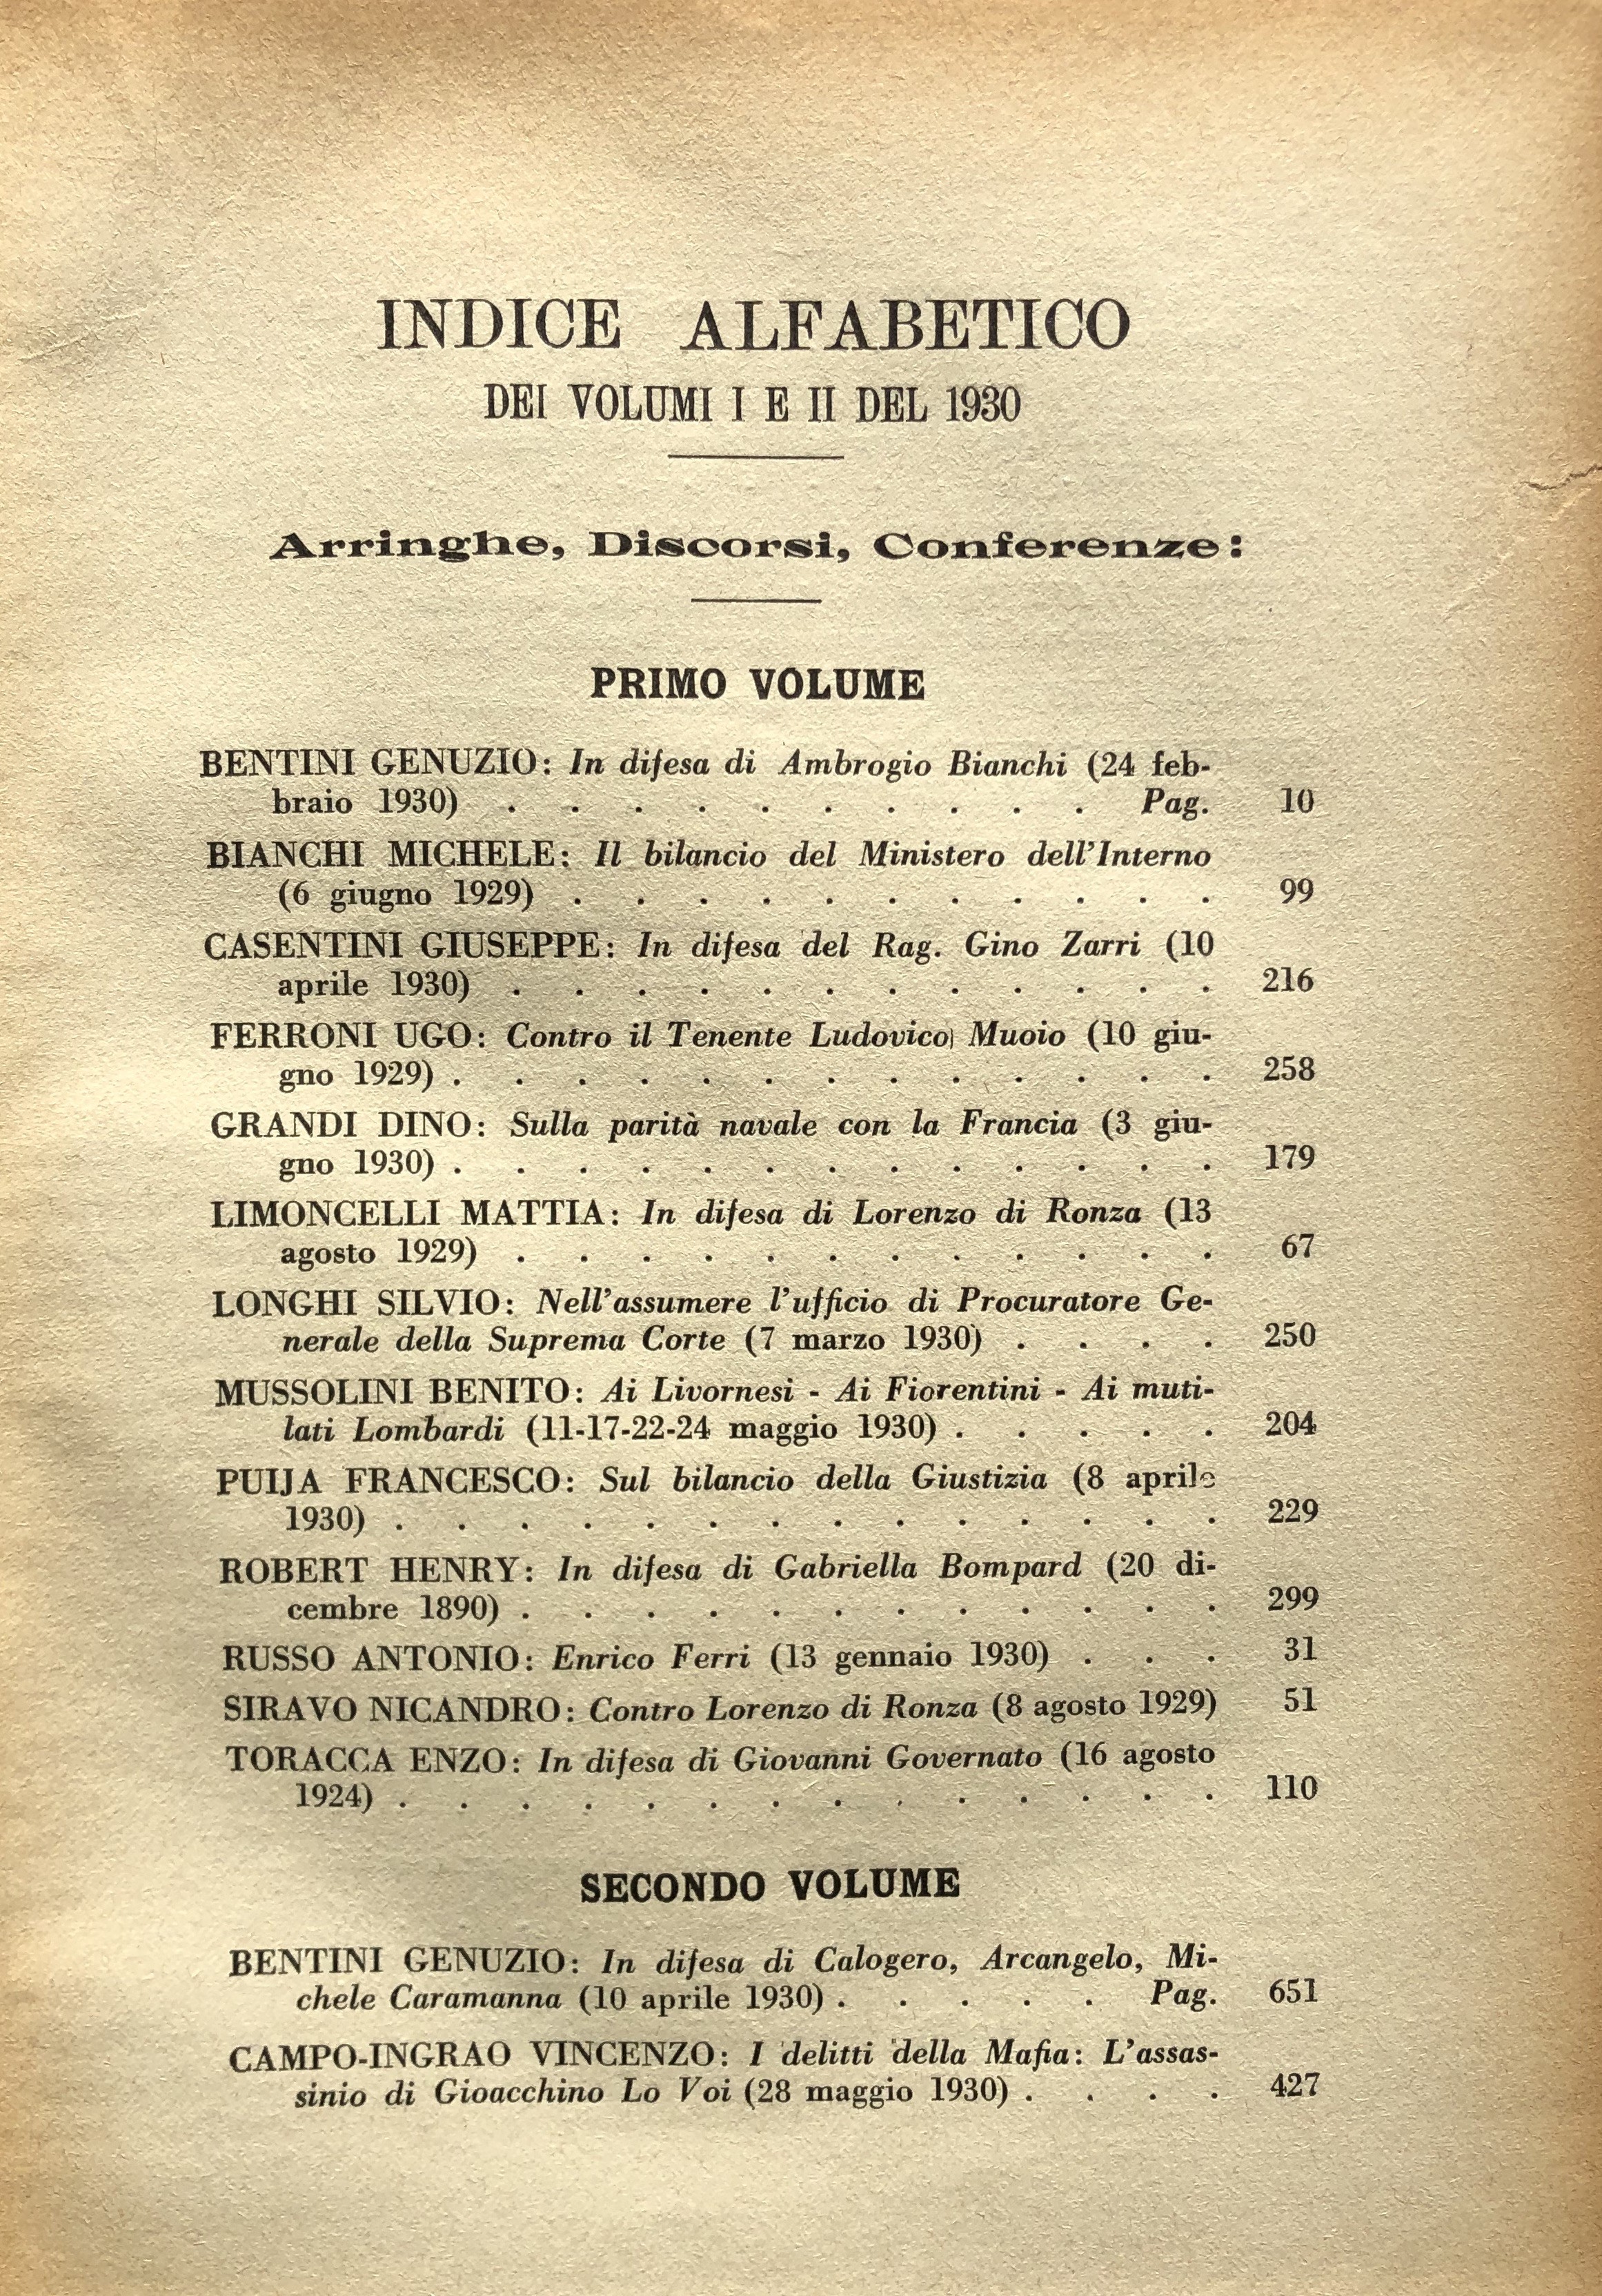 INDICE ALFABETICO
DEI VOLUMI I E II DEL 1930
Arringhe, Discorsi, Conferenze:
PRIMO VOLUME
BENTINI GENUZIO: In difesa di Ambrogio Bianchi (24 feb-
braio 1930) . . . . . . . . . . Pag. 10
BIANCHI MICHELE: Il bilancio del Ministero dell'Interno
(6 giugno 1929) . . . . . . . . . . . 99
CASENTINI GIUSEPPE: In difesa del Rag. Gino Zarri (10
aprile 1930) . . . . . . . . . . . . 216
FERRONI UGO: Contro il Tenente Ludovico Muoio (10 giu-
gno 1929) . . . . . . . . . . . . . 258
GRANDI DINO: Sulla parità navale con la Francia (3 giu-
gno 1930) . . . . . . . . . . . . . 179
LIMONCELLI MATTIA: In difesa di Lorenzo di Ronza (13
agosto 1929) . . . . . . . . . . . . 67
LONGHI SILVIO: Nell'assumere l'ufficio di Procuratore Ge-
nerale della Suprema Corte (7 marzo 1930) . . . . 250
MUSSOLINI BENITO: Ai Livornesi - Ai Fiorentini - Ai muti-
lati Lombardi (11-17-22-24 maggio 1930) . . . . . 204
PUIJA FRANCESCO: Sul bilancio della Giustizia (8 aprile
1930) . . . . . . . . . . . . . . 229
ROBERT HENRY: In difesa di Gabriella Bompard (20 di-
cembre 1890) . . . . . . . . . . . . 299
RUSSO ANTONIO: Enrico Ferri (13 gennaio 1930) . . . 31
SIRAVO NICANDRO: Contro Lorenzo di Ronza (8 agosto 1929) 51
TORACCA ENZO: In difesa di Giovanni Governato (16 agosto
1924) . . . . . . . . . . . . . . 110
SECONDO VOLUME
BENTINI GENUZIO: In difesa di Calogero, Arcangelo, Mi-
chele Caramanna (10 aprile 1930) . . . . . Pag. 651
CAMPO-INGRAO VINCENZO: I delitti della Mafia: L'assas-
sinio di Gioacchino Lo Voi (28 maggio 1930) . . . . 427